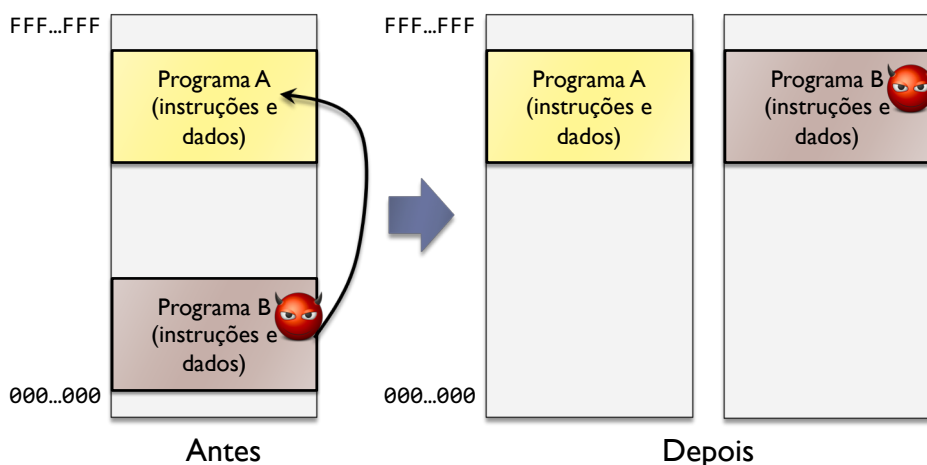 FFF…FFF
Programa A
(instruções e
dados)
Programa B
(instruções e
dados)
000…000
Antes
FFF…FFF
Programa A
(instruções e
dados)
Programa B
(instruções e
dados)
000…000
Depois